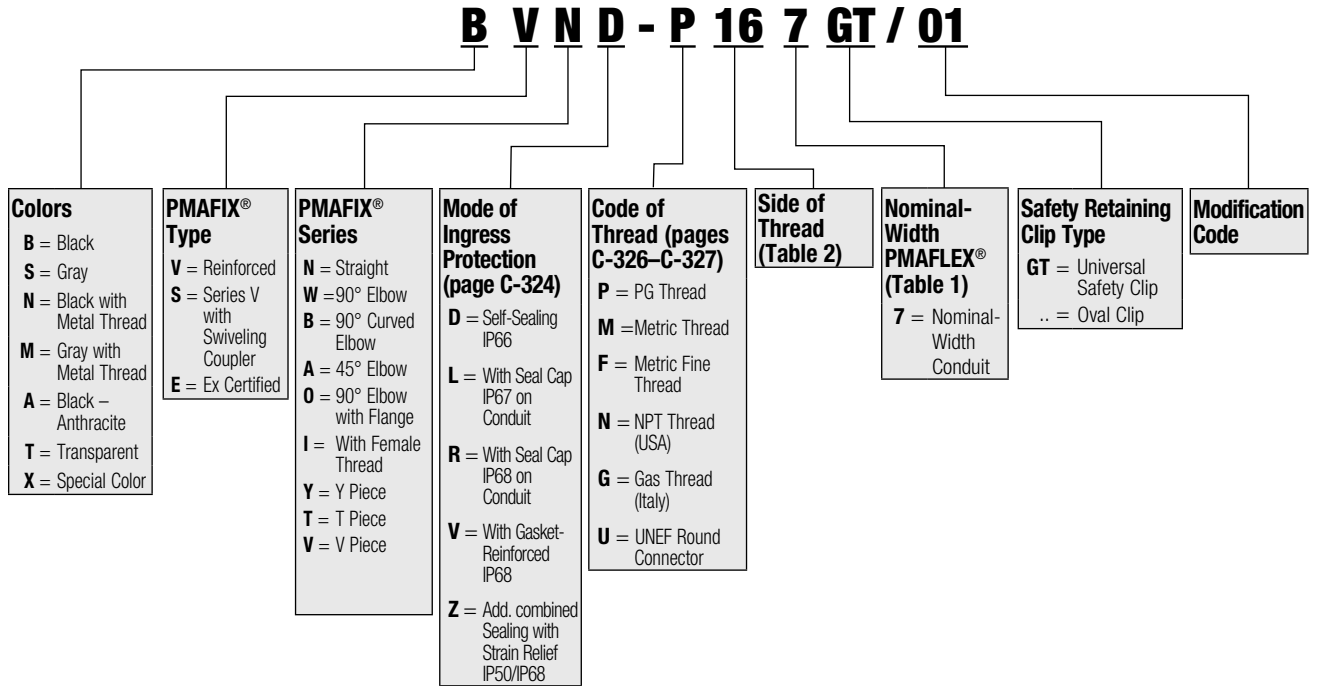 B V N D - P 16 7 GT / 01
Colors
B = Black
S = Gray
N = Black with
Metal Thread
M = Gray with
Metal Thread
A = Black –
Anthracite
T = Transparent
X = Special Color
PMAFIX®
Type
V = Reinforced
S = Series V
with
Swiveling
Coupler
E = Ex Certified
PMAFIX®
Series
N = Straight
W =90° Elbow
B = 90° Curved
Elbow
A = 45° Elbow
O = 90° Elbow
with Flange
I = With Female
Thread
Y = Y Piece
T = T Piece
V = V Piece
Mode of
Ingress
Protection
(page C-324)
D = Self-Sealing
IP66
L = With Seal Cap
IP67 on
Conduit
R = With Seal Cap
IP68 on
Conduit
V = With Gasket-
Reinforced
IP68
Z = Add. combined
Sealing with
Strain Relief
IP50/IP68
Code of
Thread (pages
C-326–C-327)
P = PG Thread
M =Metric Thread
F = Metric Fine
Thread
N = NPT Thread
(USA)
G = Gas Thread
(Italy)
U = UNEF Round
Connector
Side of
Thread
(Table 2)
Nominal-
Width
PMAFLEX®
(Table 1)
7 = Nominal-
Width
Conduit
Safety Retaining
Clip Type
GT = Universal
Safety Clip
.. = Oval Clip
Modification
Code